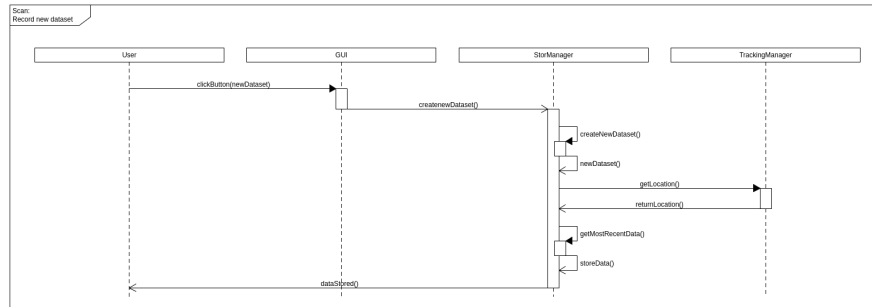 Scan:
Record new dataset
User
GUI
StorManager
TrackingManager
clickButton(newDataset)
createnewDataset()
createNewDataset()
newDataset()
getLocation()
returnLocation()
getMostRecentData()
storeData()
dataStored()